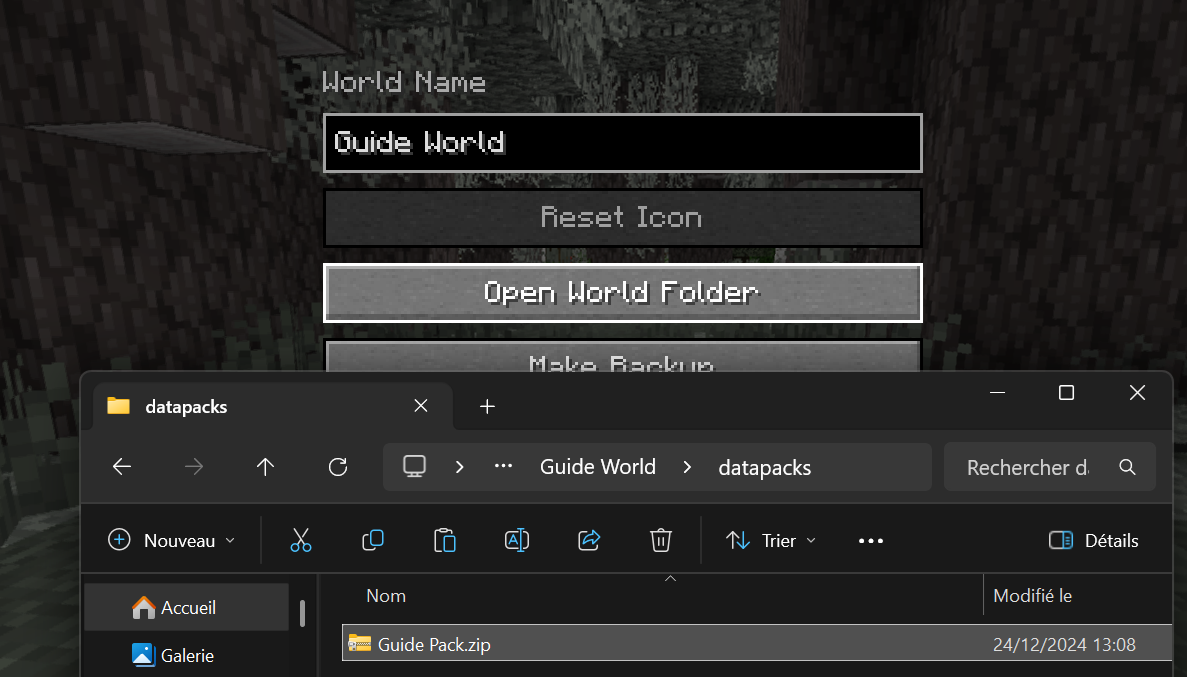 World Name
Guide World
Reset Icon
Open World Folder
Make Backup
datapacks
Guide World datapacks
Rechercher da
Nouveau
Trier
Détails
Nom
Modifié le
Accueil
Guide Pack.zip
24/12/2024 13:08
Galerie